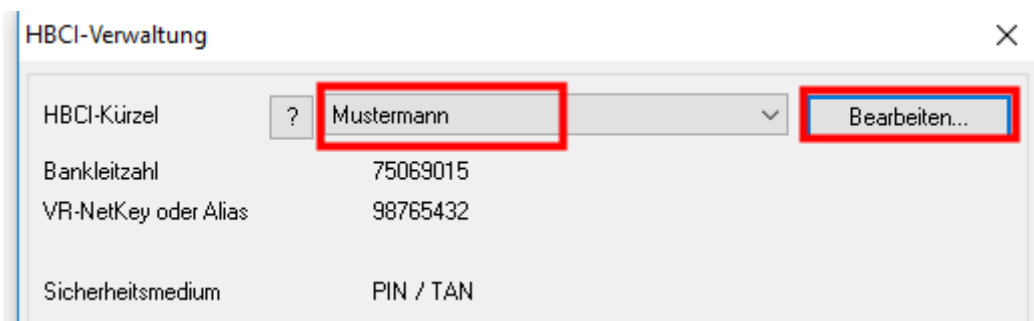 HBCI-Verwaltung
HBCI-Kürzel ? Mustermann Bearbeiten...
Bankleitzahl 75069015
VR-NetKey oder Alias 98765432
Sicherheitsmedium PIN / TAN